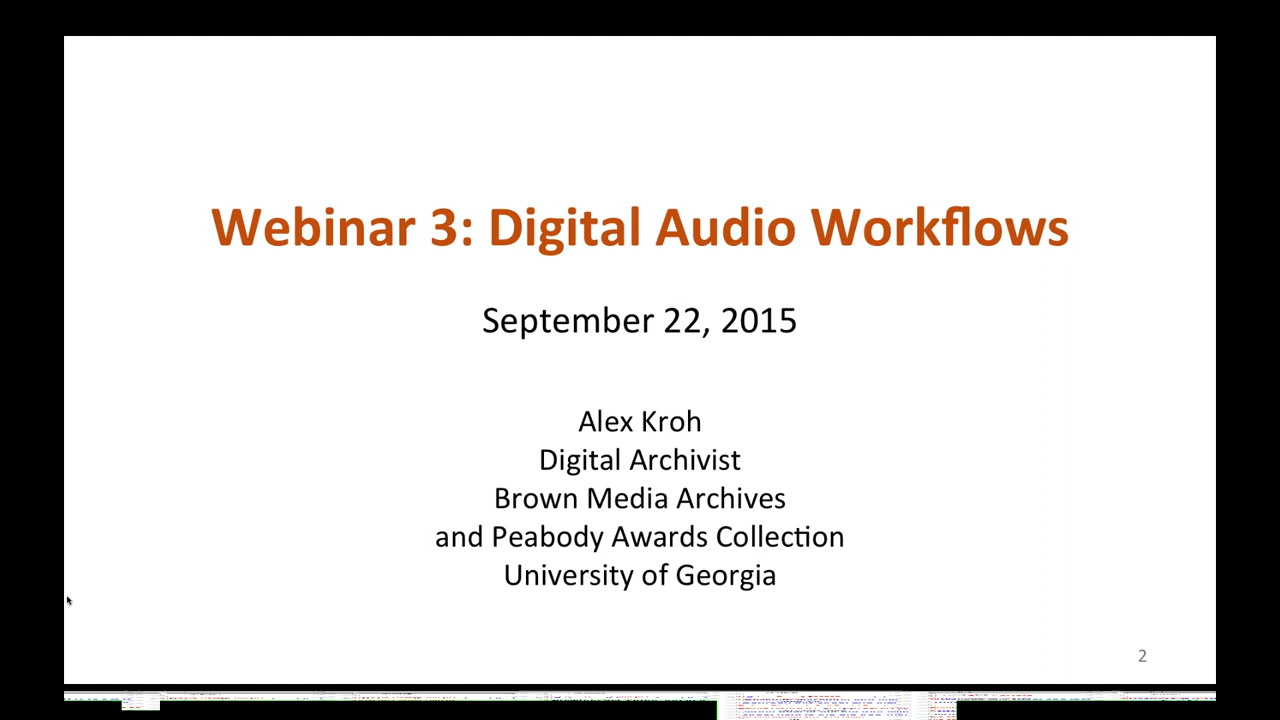 Webinar 3: Digital Audio Workflows
September 22, 2015
Alex Kroh
Digital Archivist
Brown Media Archives
and Peabody Awards Collection
University of Georgia
2